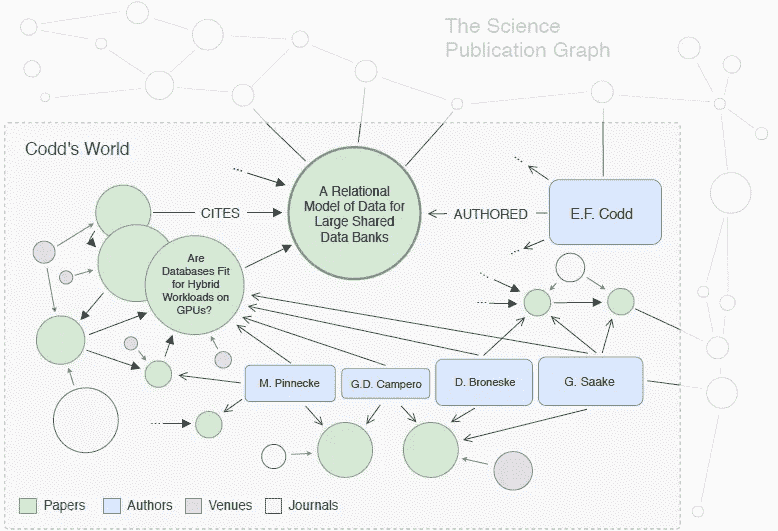 The Science
Publication Graph
Codd's World
A Relational
Model of Data for
Large Shared
Data Banks
CITES
AUTHORED
E.F. Codd
Are
Databases Fit
for Hybrid
Workloads on
GPUs?
M. Pinnecke
G.D. Campero
D. Broneske
G. Saake
Papers
Authors
Venues
Journals